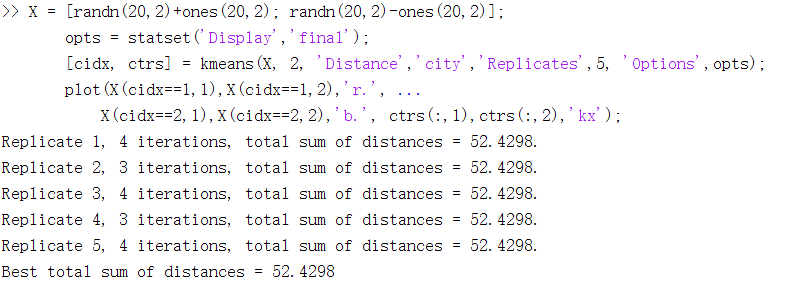 >> X = [randn(20,2)+ones(20,2); randn(20,2)-ones(20,2)];
opts = statset('Display','final');
[cidx, ctrs] = kmeans(X, 2, 'Distance','city','Replicates',5, 'Options',opts);
plot(X(cidx==1,1),X(cidx==1,2),'r.', ...
X(cidx==2,1),X(cidx==2,2),'b.', ctrs(:,1),ctrs(:,2),'kx');
Replicate 1, 4 iterations, total sum of distances = 52.4298.
Replicate 2, 3 iterations, total sum of distances = 52.4298.
Replicate 3, 4 iterations, total sum of distances = 52.4298.
Replicate 4, 3 iterations, total sum of distances = 52.4298.
Replicate 5, 4 iterations, total sum of distances = 52.4298.
Best total sum of distances = 52.4298